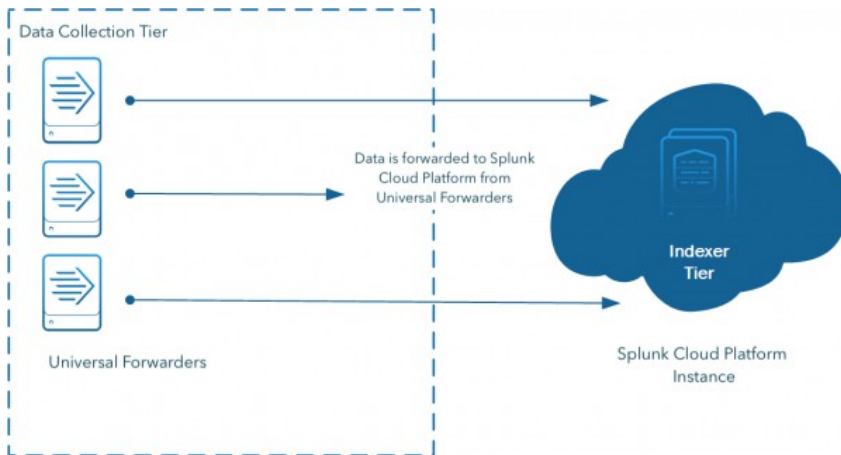 Data Collection Tier
Data is forwarded to Splunk
Cloud Platform from
Universal Forwarders
Indexer
Tier
Universal Forwarders
Splunk Cloud Platform
Instance